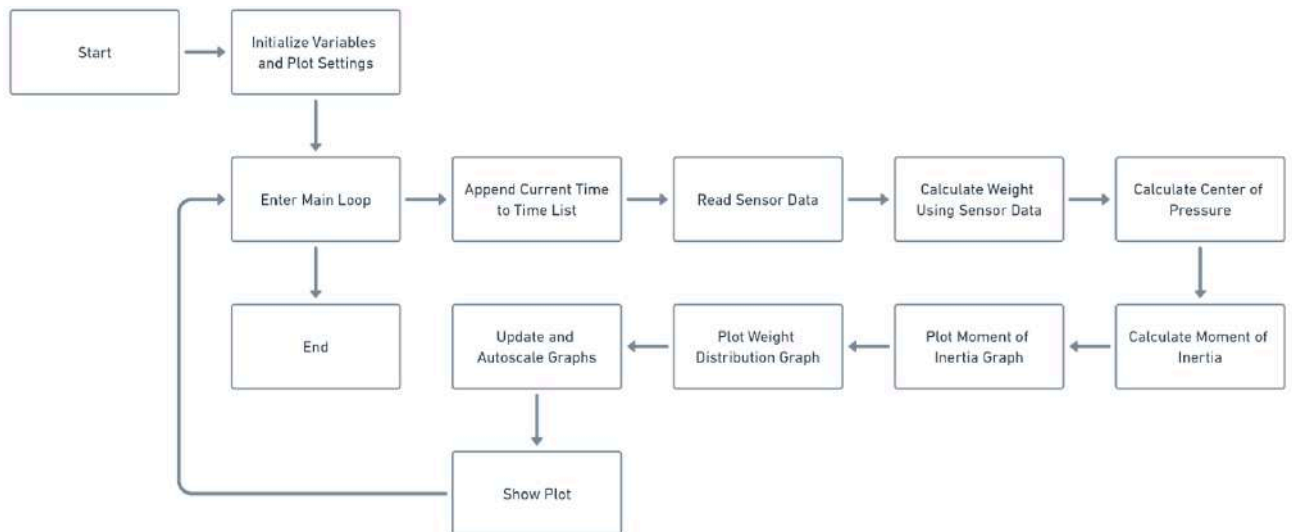 Start
Initialize Variables
and Plot Settings
Enter Main Loop
Append Current Time
to Time List
Read Sensor Data
Calculate Weight
Using Sensor Data
Calculate Center of
Pressure
Calculate Moment of
Inertia
Plot Moment of
Inertia Graph
Plot Weight
Distribution Graph
Update and
Autoscale Graphs
Show Plot
End